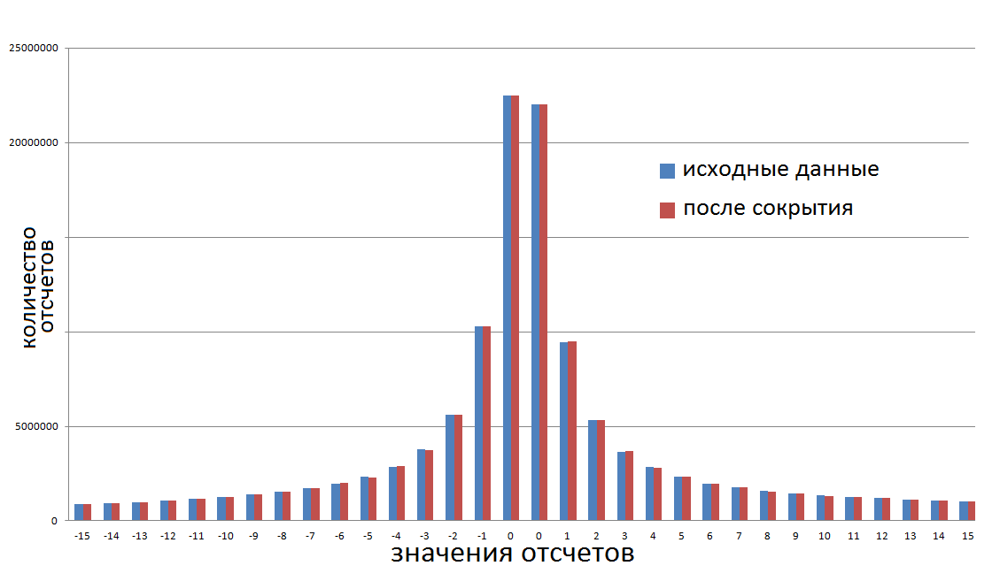 25000000
20000000
5000000
0
количество
отсчетов
исходные данные
после сокрытия
-15 -14 -13 -12 -11 -10 -9 -8 -7 -6 -5 -4 -3 -2 -1 0 0 1 2 3 4 5 6 7 8 9 10 11 12 13 14 15
значения отсчетов